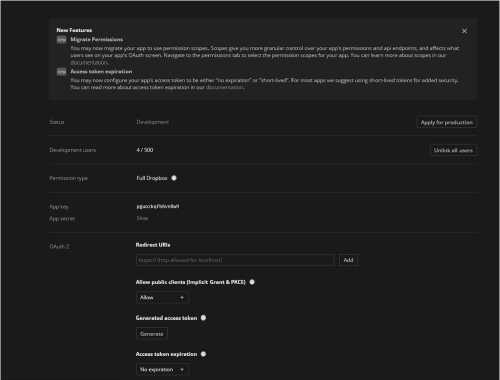 New Features
Migrate Permissions
You may now migrate your app to use permission scopes. Scopes give you more granular control over your app's permissions and api endpoints, and affects what
users see on your app's OAuth screen. Navigate to the permissions tab to select the permission scopes for your app. You can learn more about scopes in our
documentation.
Access token expiration
You may now configure your app's access token to be either "no expiration" or "short-lived". For most apps we suggest using short-lived tokens for added security.
You can read more about access token expiration in our documentation.
Status Development Apply for production
Development users 4 / 500 Unlink all users
Permission type Full Dropbox
App key
App secret Show
OAuth 2 Redirect URIs
https:// (http allowed for localhost) Add
Allow public clients (Implicit Grant & PKCE)
Allow
Generated access token
Generate
Access token expiration
No expiration